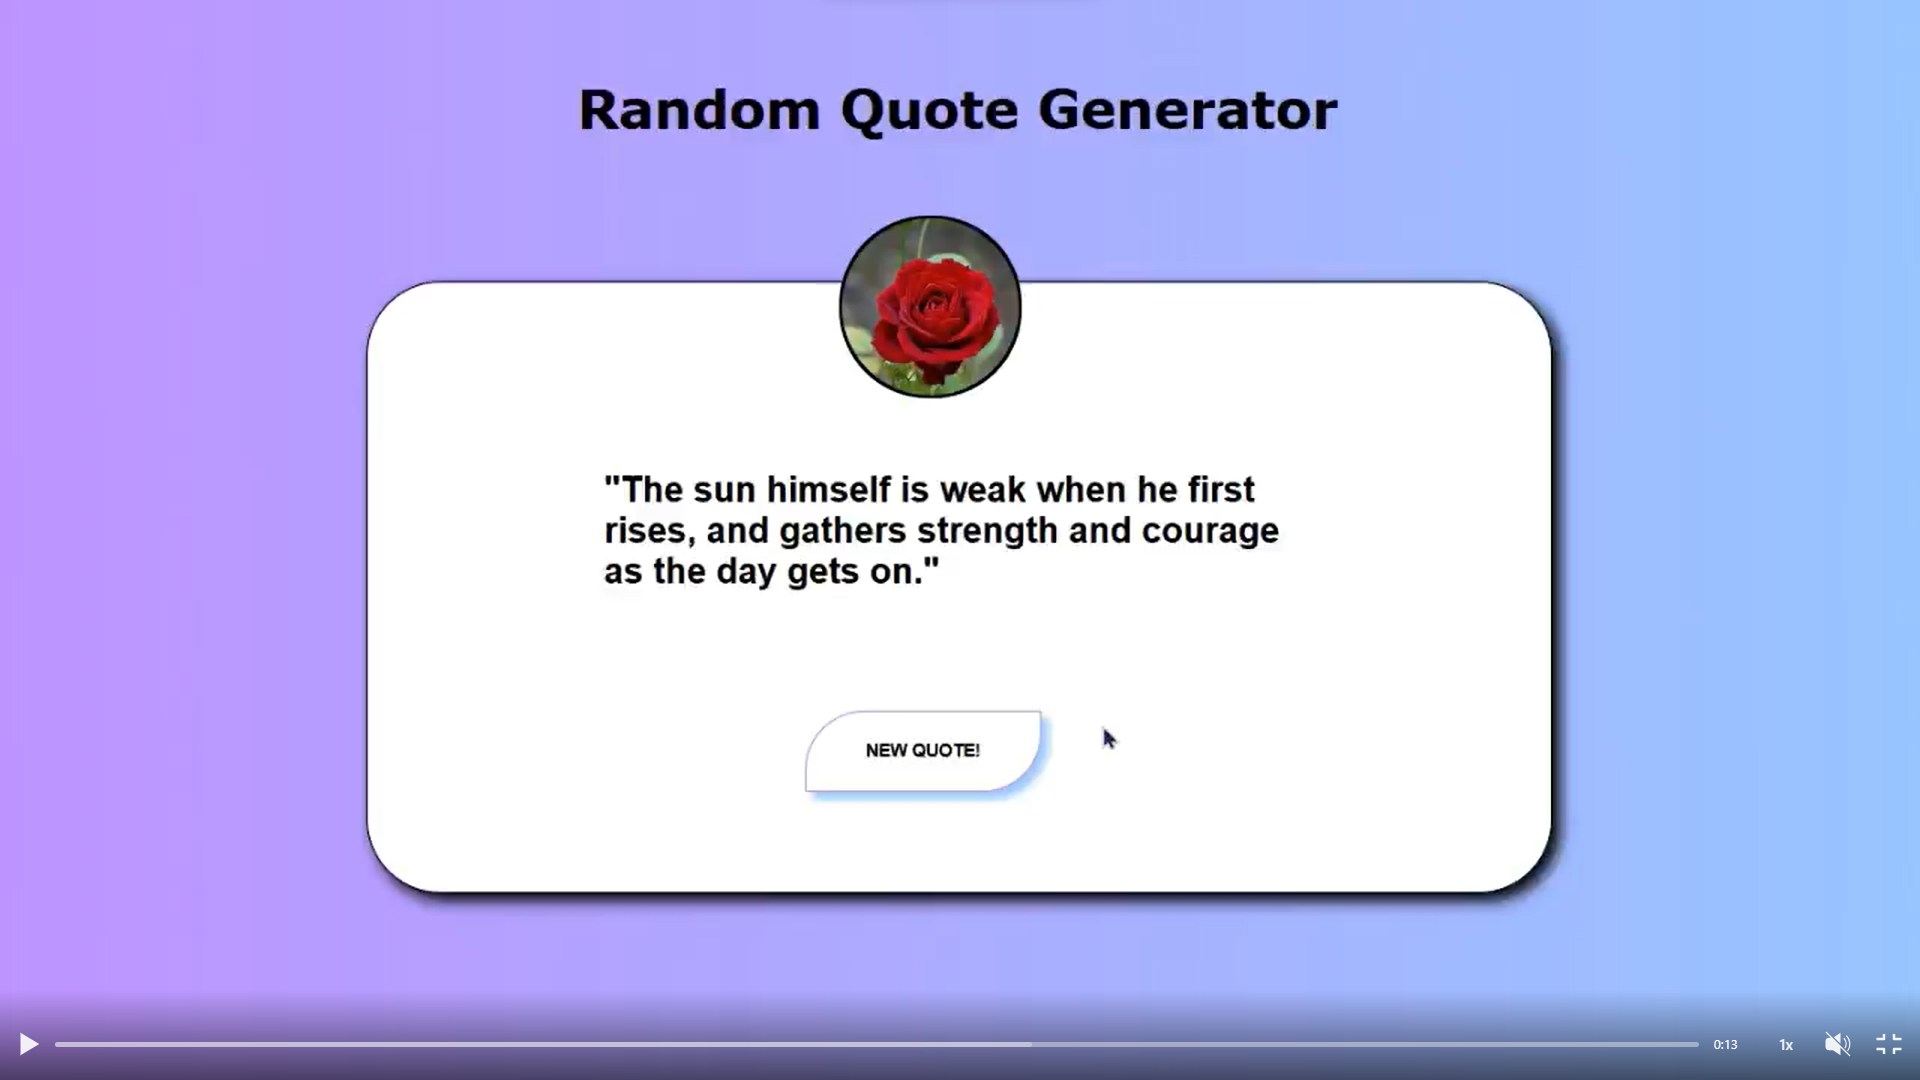 Random Quote Generator
"The sun himself is weak when he first
rises, and gathers strength and courage
as the day gets on."
NEW QUOTE!
0:13
1x